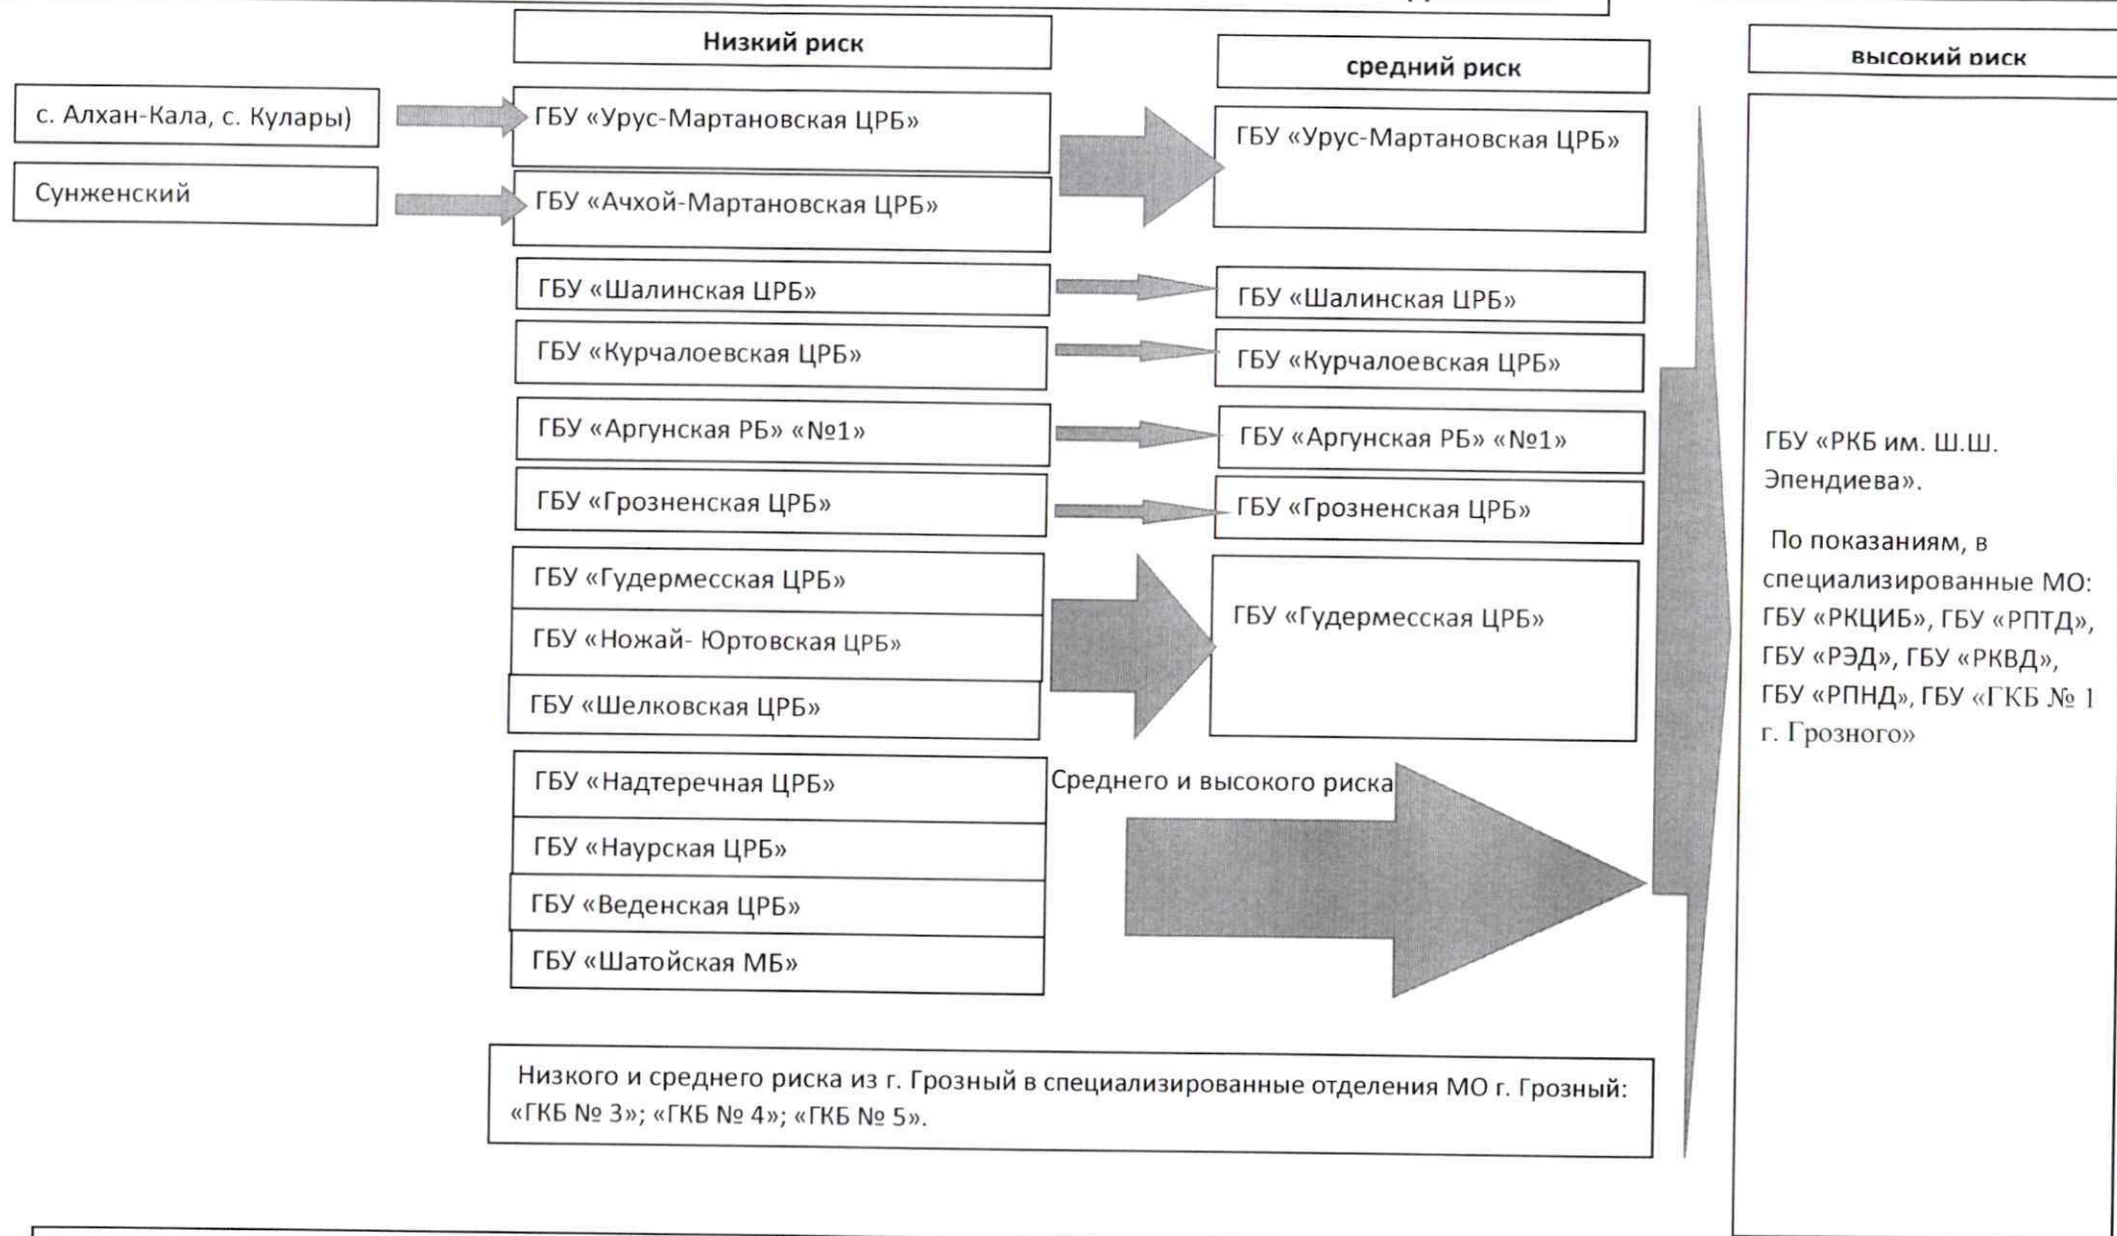 Низкий риск
средний риск
высокий риск
с. Алхан-Кала, с. Кулары)
Сунженский
ГБУ «Урус-Мартановская ЦРБ»
ГБУ «Ачхой-Мартановская ЦРБ»
ГБУ «Шалинская ЦРБ»
ГБУ «Курчалоевская ЦРБ»
ГБУ «Аргунская РБ» «№1»
ГБУ «Грозненская ЦРБ»
ГБУ «Гудермесская ЦРБ»
ГБУ «Ножай- Юртовская ЦРБ»
ГБУ «Шелковская ЦРБ»
ГБУ «Надтеречная ЦРБ»
ГБУ «Наурская ЦРБ»
ГБУ «Веденская ЦРБ»
ГБУ «Шатойская МБ»
ГБУ «Урус-Мартановская ЦРБ»
ГБУ «Шалинская ЦРБ»
ГБУ «Курчалоевская ЦРБ»
ГБУ «Аргунская РБ» «№1»
ГБУ «Грозненская ЦРБ»
ГБУ «Гудермесская ЦРБ»
Среднего и высокого риска
ГБУ «РКБ им. Ш.Ш.
Эпендиева».
По показаниям, в
специализированные МО:
ГБУ «РКЦИБ», ГБУ «РПТД»,
ГБУ «РЭД», ГБУ «РКВД»,
ГБУ «РПНД», ГБУ «ГКБ № 1
г. Грозного»
Низкого и среднего риска из г. Грозный в специализированные отделения МО г. Грозный:
«ГКБ № 3»; «ГКБ № 4»; «ГКБ № 5».